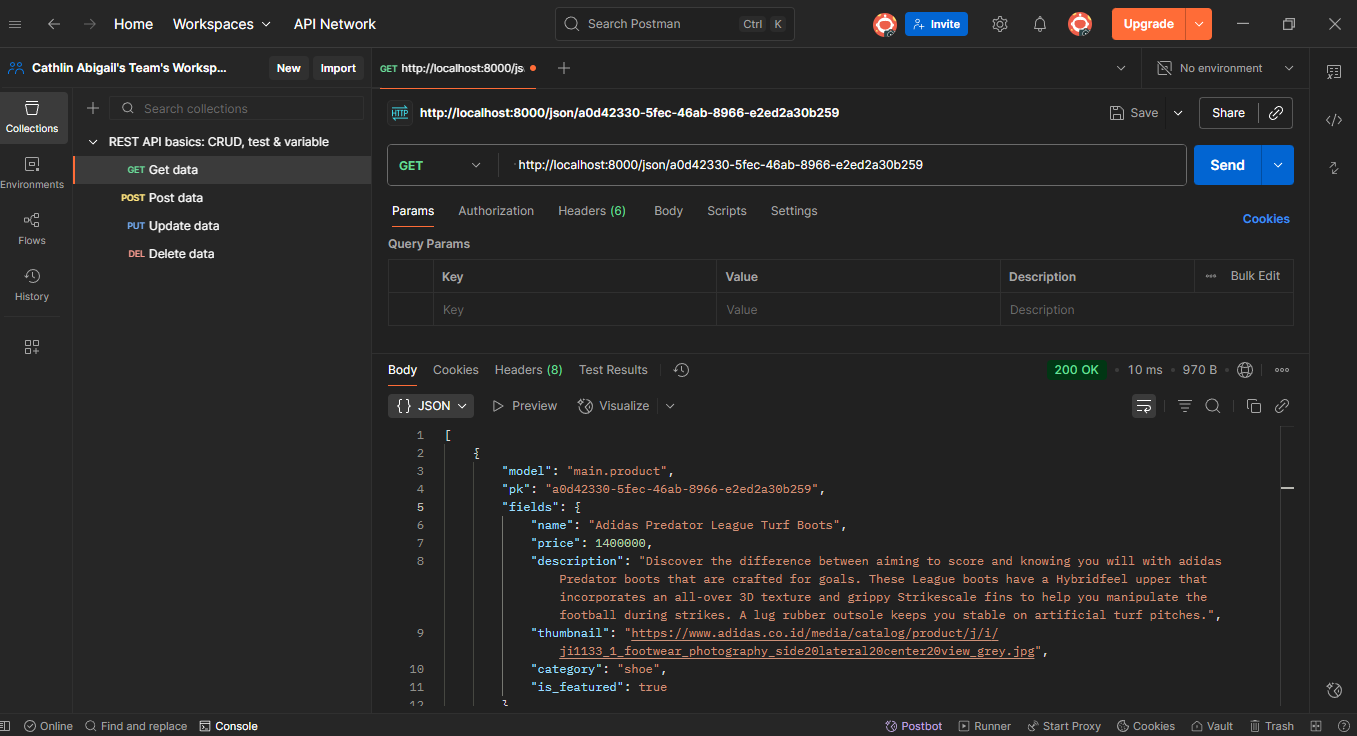 Home Workspaces API Network Search Postman Ctrl K Invite Upgrade
Cathlin Abigail's Team's Worksp... New Import GET http://localhost:8000/js No environment
Collections
Environments
Flows
History
Search collections
REST API basics: CRUD, test & variable
GET Get data
POST Post data
PUT Update data
DEL Delete data
HTTP http://localhost:8000/json/a0d42330-5fec-46ab-8966-e2ed2a30b259 Save Share
GET http://localhost:8000/json/a0d42330-5fec-46ab-8966-e2ed2a30b259 Send
Params Authorization Headers (6) Body Scripts Settings Cookies
Query Params
Key Value Description Bulk Edit
Key Value Description
Body Cookies Headers (8) Test Results 200 OK 10 ms 970 B
{} JSON Preview Visualize
1 [
2 {
3 "model": "main.product",
4 "pk": "a0d42330-5fec-46ab-8966-e2ed2a30b259",
5 "fields": {
6 "name": "Adidas Predator League Turf Boots",
7 "price": 1400000,
8 "description": "Discover the difference between aiming to score and knowing you will with adidas
Predator boots that are crafted for goals. These League boots have a Hybridfeel upper that
incorporates an all-over 3D texture and grippy Strikescale fins to help you manipulate the
football during strikes. A lug rubber outsole keeps you stable on artificial turf pitches.",
9 "thumbnail": "https://www.adidas.co.id/media/catalog/product/j/i/
ji1133_1_footwear_photography_side20lateral20center20view_grey.jpg",
10 "category": "shoe",
11 "is_featured": true
12 }
Online Find and replace Console Postbot Runner Start Proxy Cookies Vault Trash